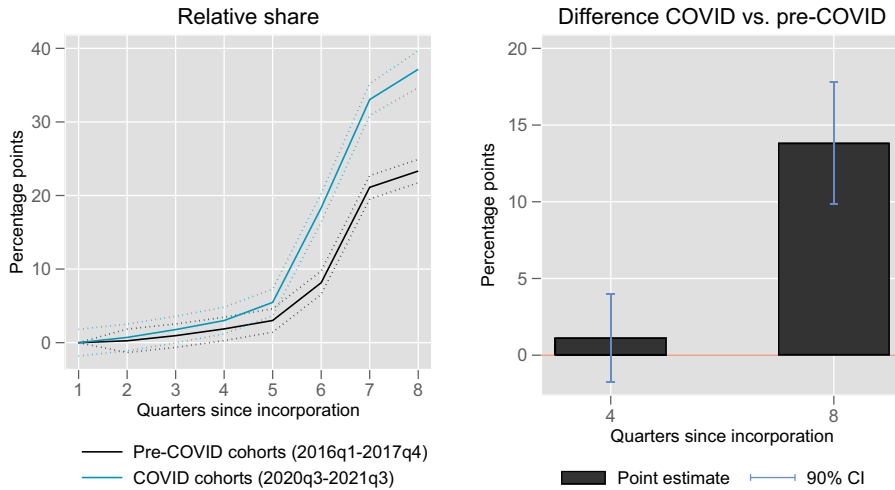 Relative share
Percentage points
40
30
20
10
0
1 2 3 4 5 6 7 8
Quarters since incorporation
Pre-COVID cohorts (2016q1-2017q4)
COVID cohorts (2020q3-2021q3)
Difference COVID vs. pre-COVID
Percentage points
20
15
10
5
0
4 8
Quarters since incorporation
Point estimate 90% CI